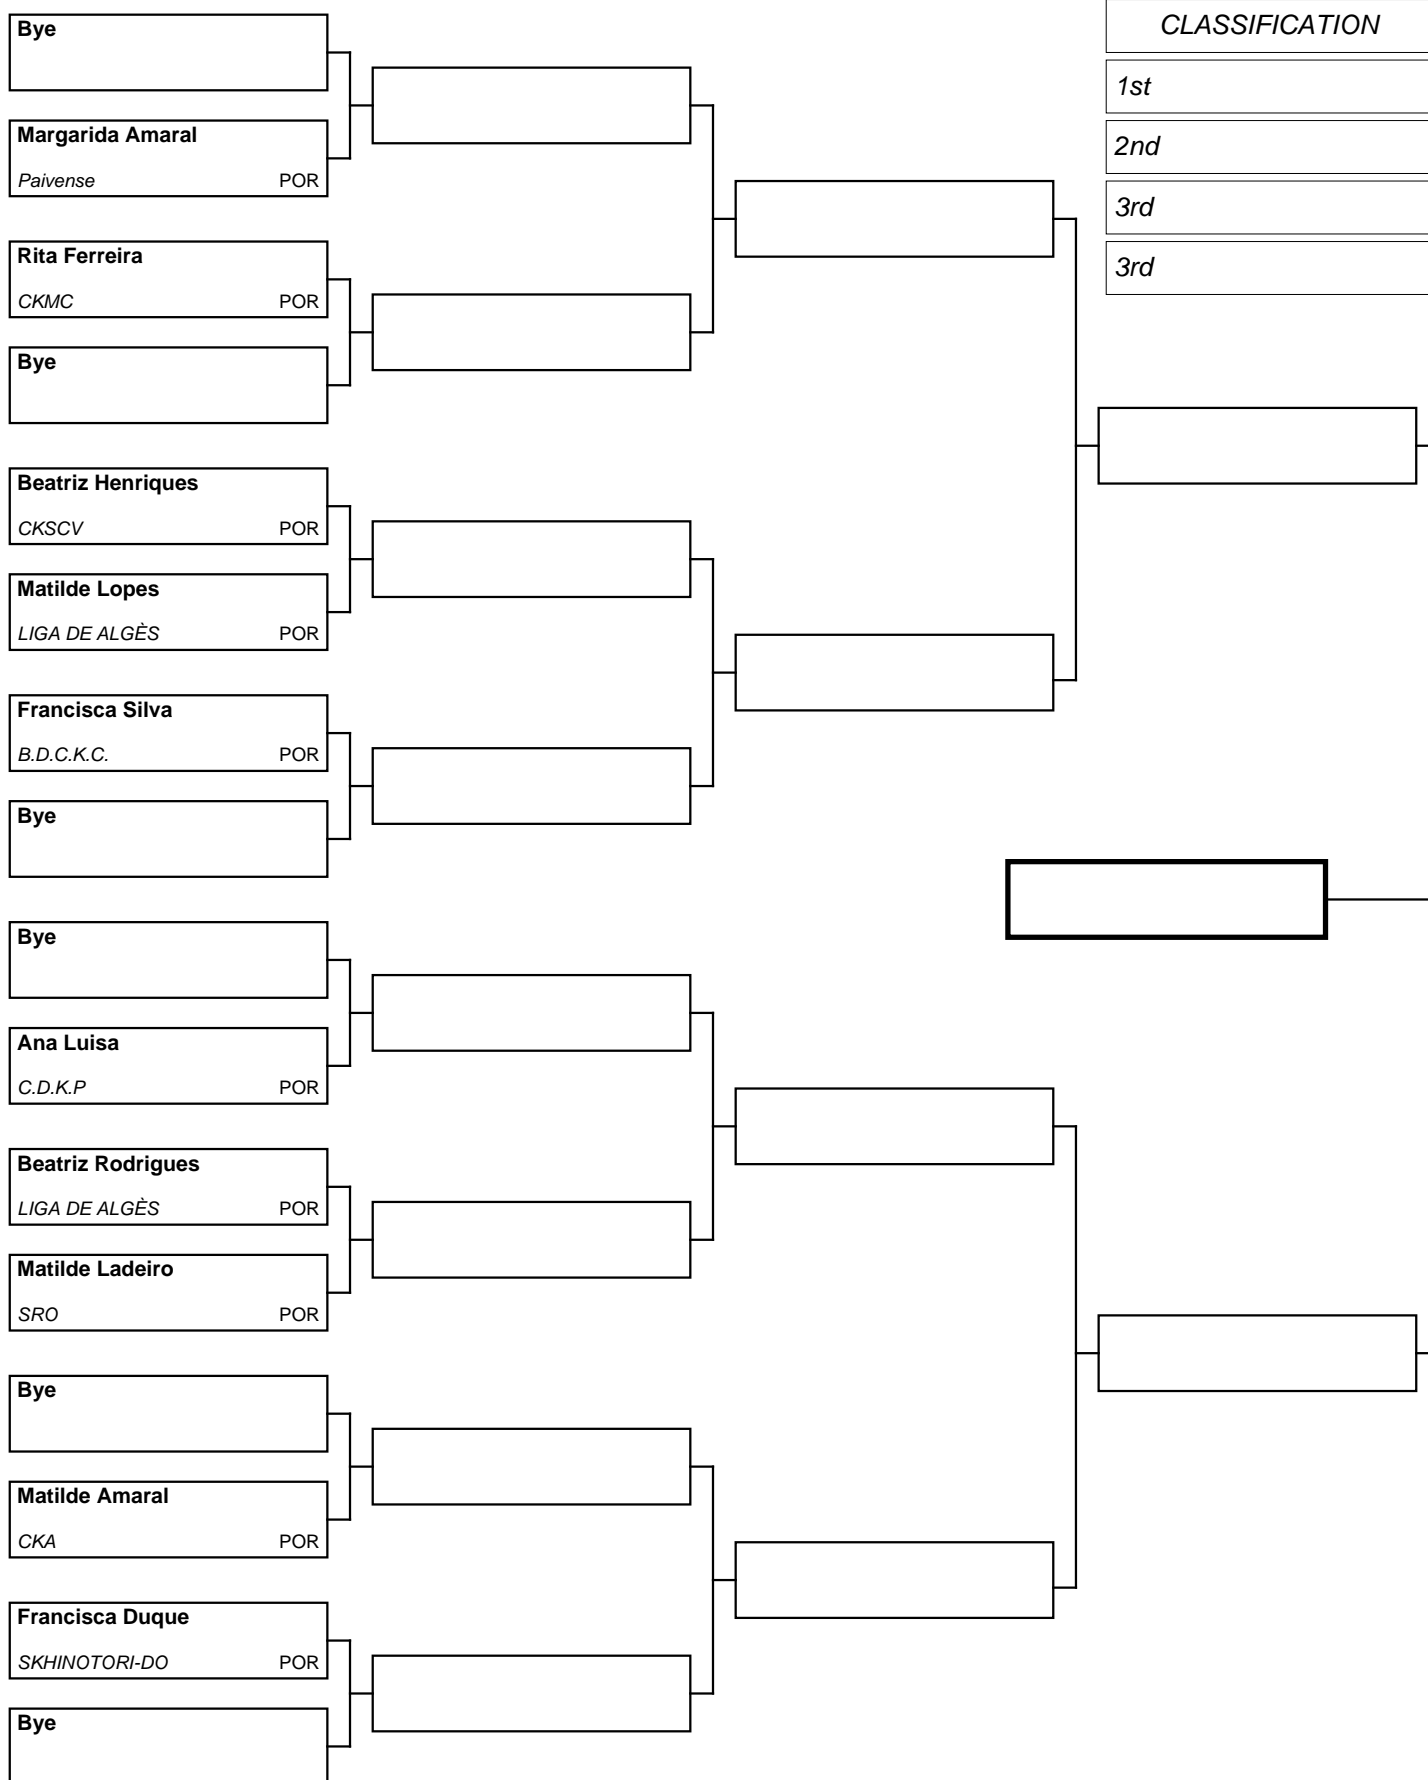 Bye
Margarida Amaral
Paivense POR
Rita Ferreira
CKMC POR
Bye
Beatriz Henriques
CKSCV POR
Matilde Lopes
LIGA DE ALGÈS POR
Francisca Silva
B.D.C.K.C. POR
Bye
Bye
Ana Luisa
C.D.K.P POR
Beatriz Rodrigues
LIGA DE ALGÈS POR
Matilde Ladeiro
SRO POR
Bye
Matilde Amaral
CKA POR
Francisca Duque
SKHINOTORI-DO POR
Bye
CLASSIFICATION
1st
2nd
3rd
3rd